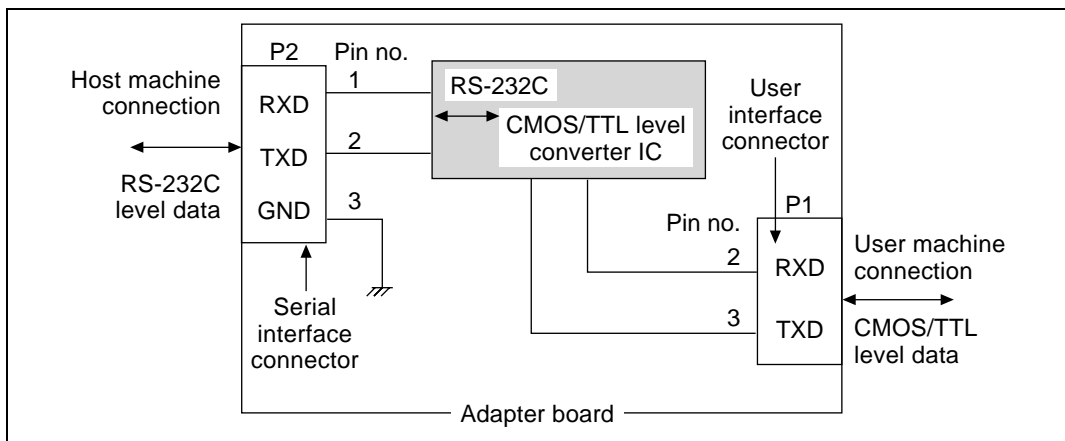 P2
Pin no.
Host machine
connection
RS-232C
level data
RXD
TXD
GND
1
2
3
Serial
interface
connector
RS-232C
CMOS/TTL level
converter IC
User
interface
connector
P1
Pin no.
2
3
RXD
TXD
User machine
connection
CMOS/TTL
level data
Adapter board